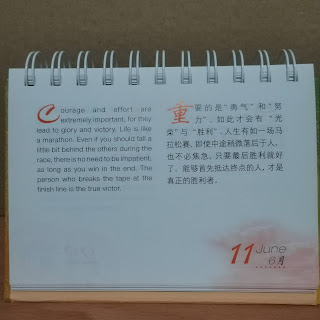 Courage and effort are
extremely important, for they
lead to glory and victory. Life is like
a marathon. Even if you should fall a
little bit behind the others during the
race, there is no need to be impatient,
as long as you win in the end. The
person who breaks the tape at the
finish line is the true victor.
重要的是“勇气”和“努
力”，如此才会有“光
荣”与“胜利”。人生有如一场马
拉松赛，即使中途稍微落后于人，
也不必焦急。只要最后胜利就好
了。能够首先抵达终点的人，才是
真正的胜利者。
11 June
6月